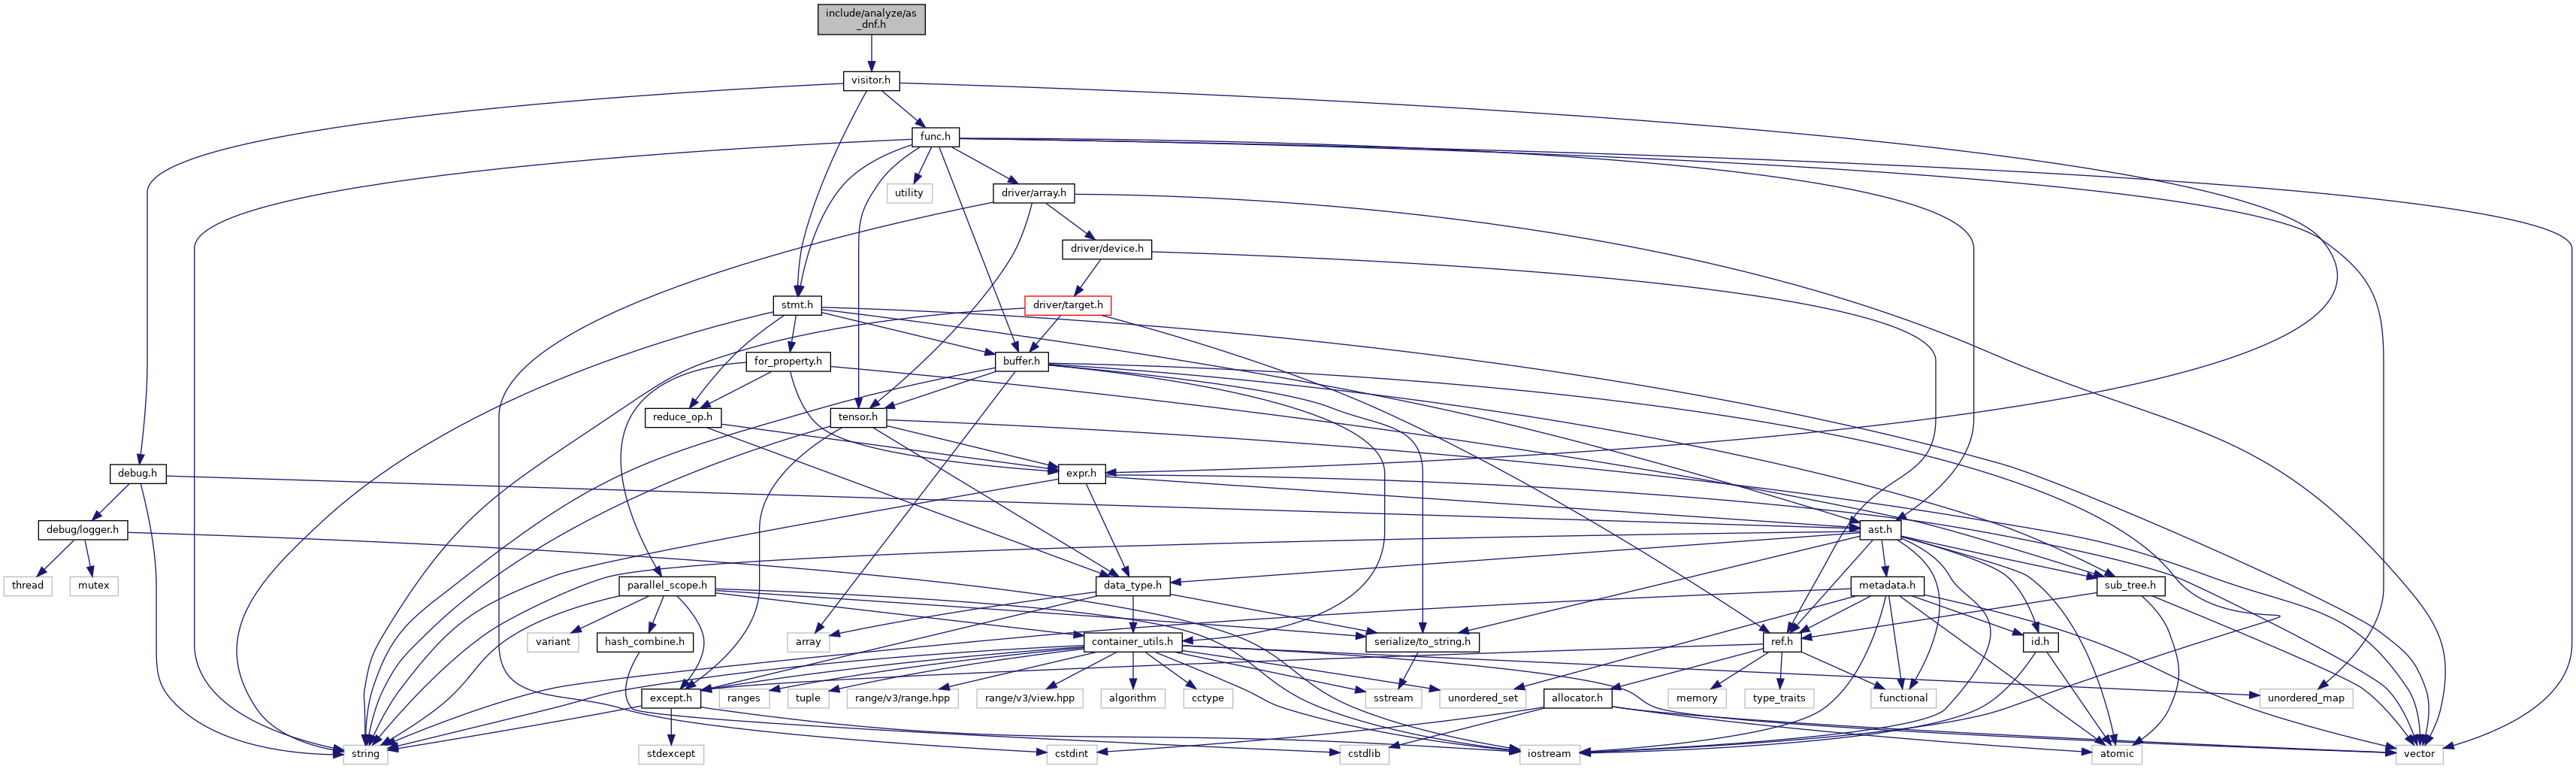 include/analyze/as
_dnf.h
visitor.h
func.h
utility
driver/array.h
driver/device.h
stmt.h
driver/target.h
for_property.h
buffer.h
reduce_op.h
tensor.h
debug.h
expr.h
debug/logger.h
ast.h
thread
mutex
parallel_scope.h
data_type.h
metadata.h
sub_tree.h
variant
hash_combine.h
array
container_utils.h
serialize/to_string.h
ref.h
id.h
except.h
ranges
tuple
range/v3/range.hpp
range/v3/view.hpp
algorithm
cctype
sstream
unordered_set
allocator.h
memory
type_traits
functional
unordered_map
string
stdexcept
cstdint
cstdlib
iostream
atomic
vector